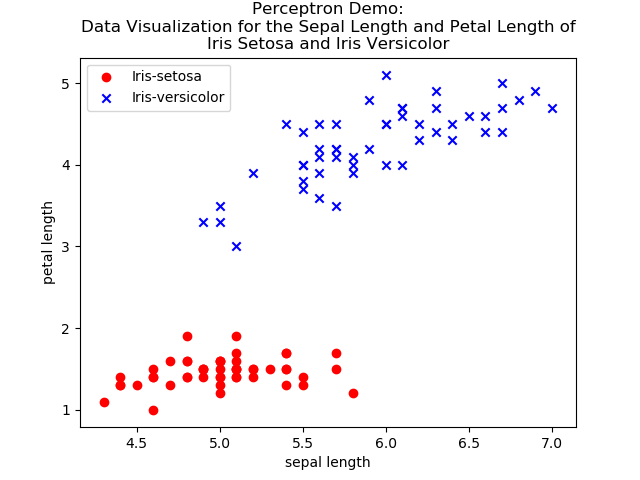 Perceptron Demo:
Data Visualization for the Sepal Length and Petal Length of
Iris Setosa and Iris Versicolor
Iris-setosa
Iris-versicolor
5
4
3
2
1
petal length
4.5 5.0 5.5 6.0 6.5 7.0
sepal length